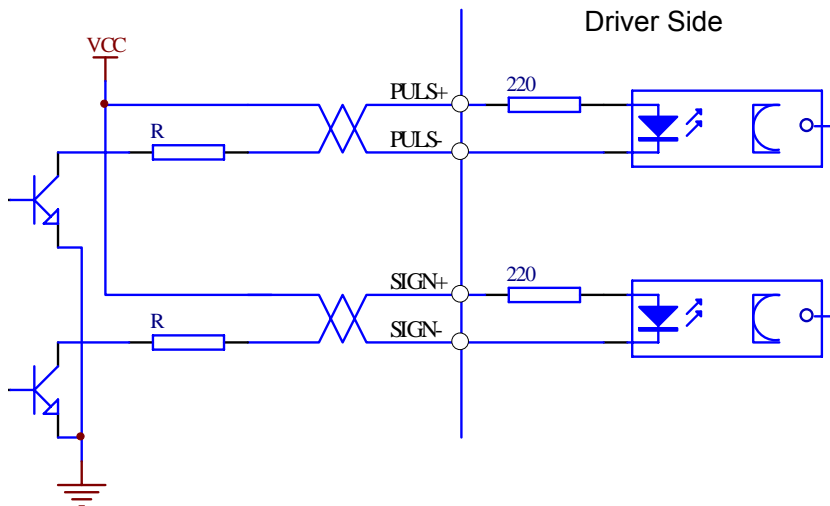 Driver Side
VCC
PULS+
220
R
PULS-
SIGN+
220
R
SIGN-